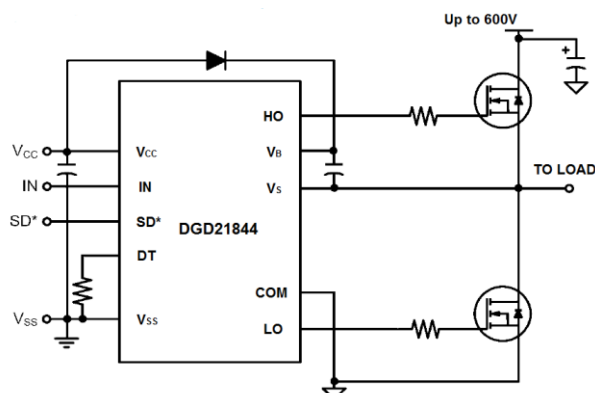 Up to 600V
+
HO
VCC
VCC
VB
IN
IN
VS
TO LOAD
SD*
SD*
DGD21844
DT
COM
VSS
VSS
LO